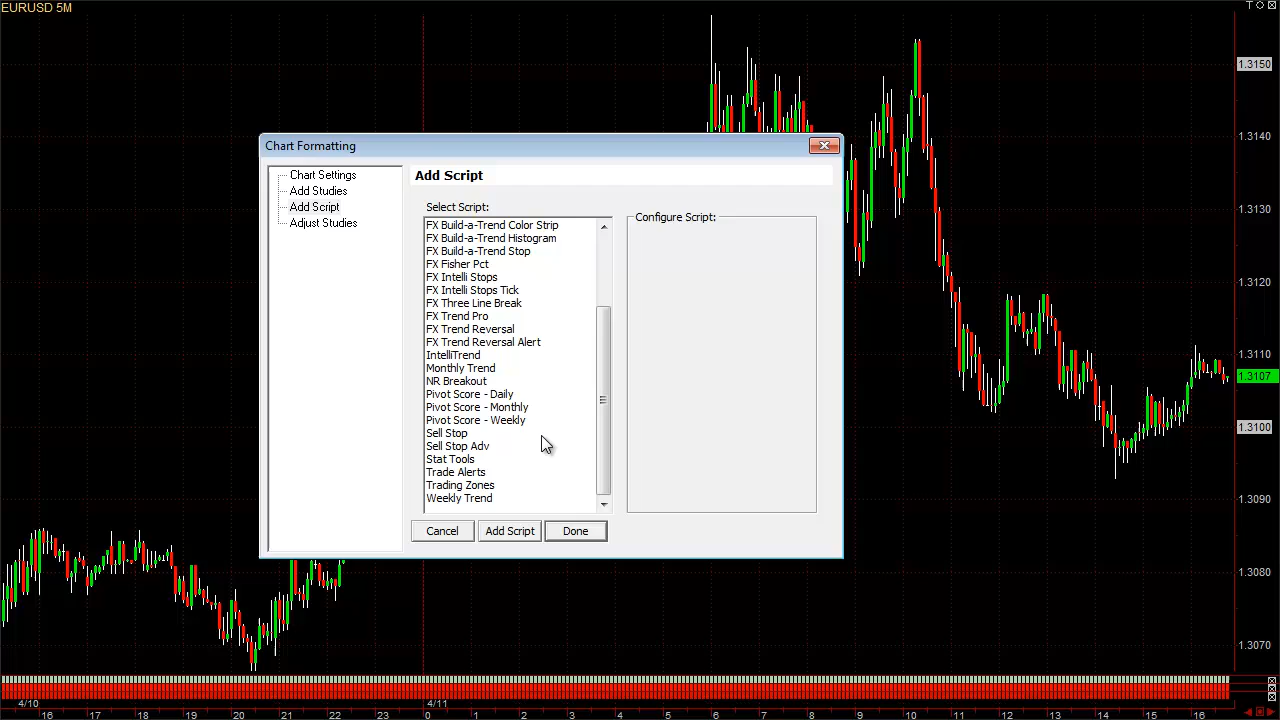 EURUSD 5M
Chart Formatting
Chart Settings
Add Studies
Add Script
Adjust Studies
Add Script
Select Script:
FX Build-a-Trend Color Strip
FX Build-a-Trend Histogram
FX Build-a-Trend Stop
FX Fisher Pct
FX Intelli Stops
FX Intelli Stops Tick
FX Three Line Break
FX Trend Pro
FX Trend Reversal
FX Trend Reversal Alert
IntelliTrend
Monthly Trend
NR Breakout
Pivot Score - Daily
Pivot Score - Monthly
Pivot Score - Weekly
Sell Stop
Sell Stop Adv
Stat Tools
Trade Alerts
Trading Zones
Weekly Trend
Configure Script:
Cancel
Add Script
Done
1.3150
1.3140
1.3130
1.3120
1.3110
1.3107
1.3100
1.3090
1.3080
1.3070
4/10
4/11
16 17 18 19 20 21 22 23 0 1 2 3 4 5 6 7 8 9 10 11 12 13 14 15 16